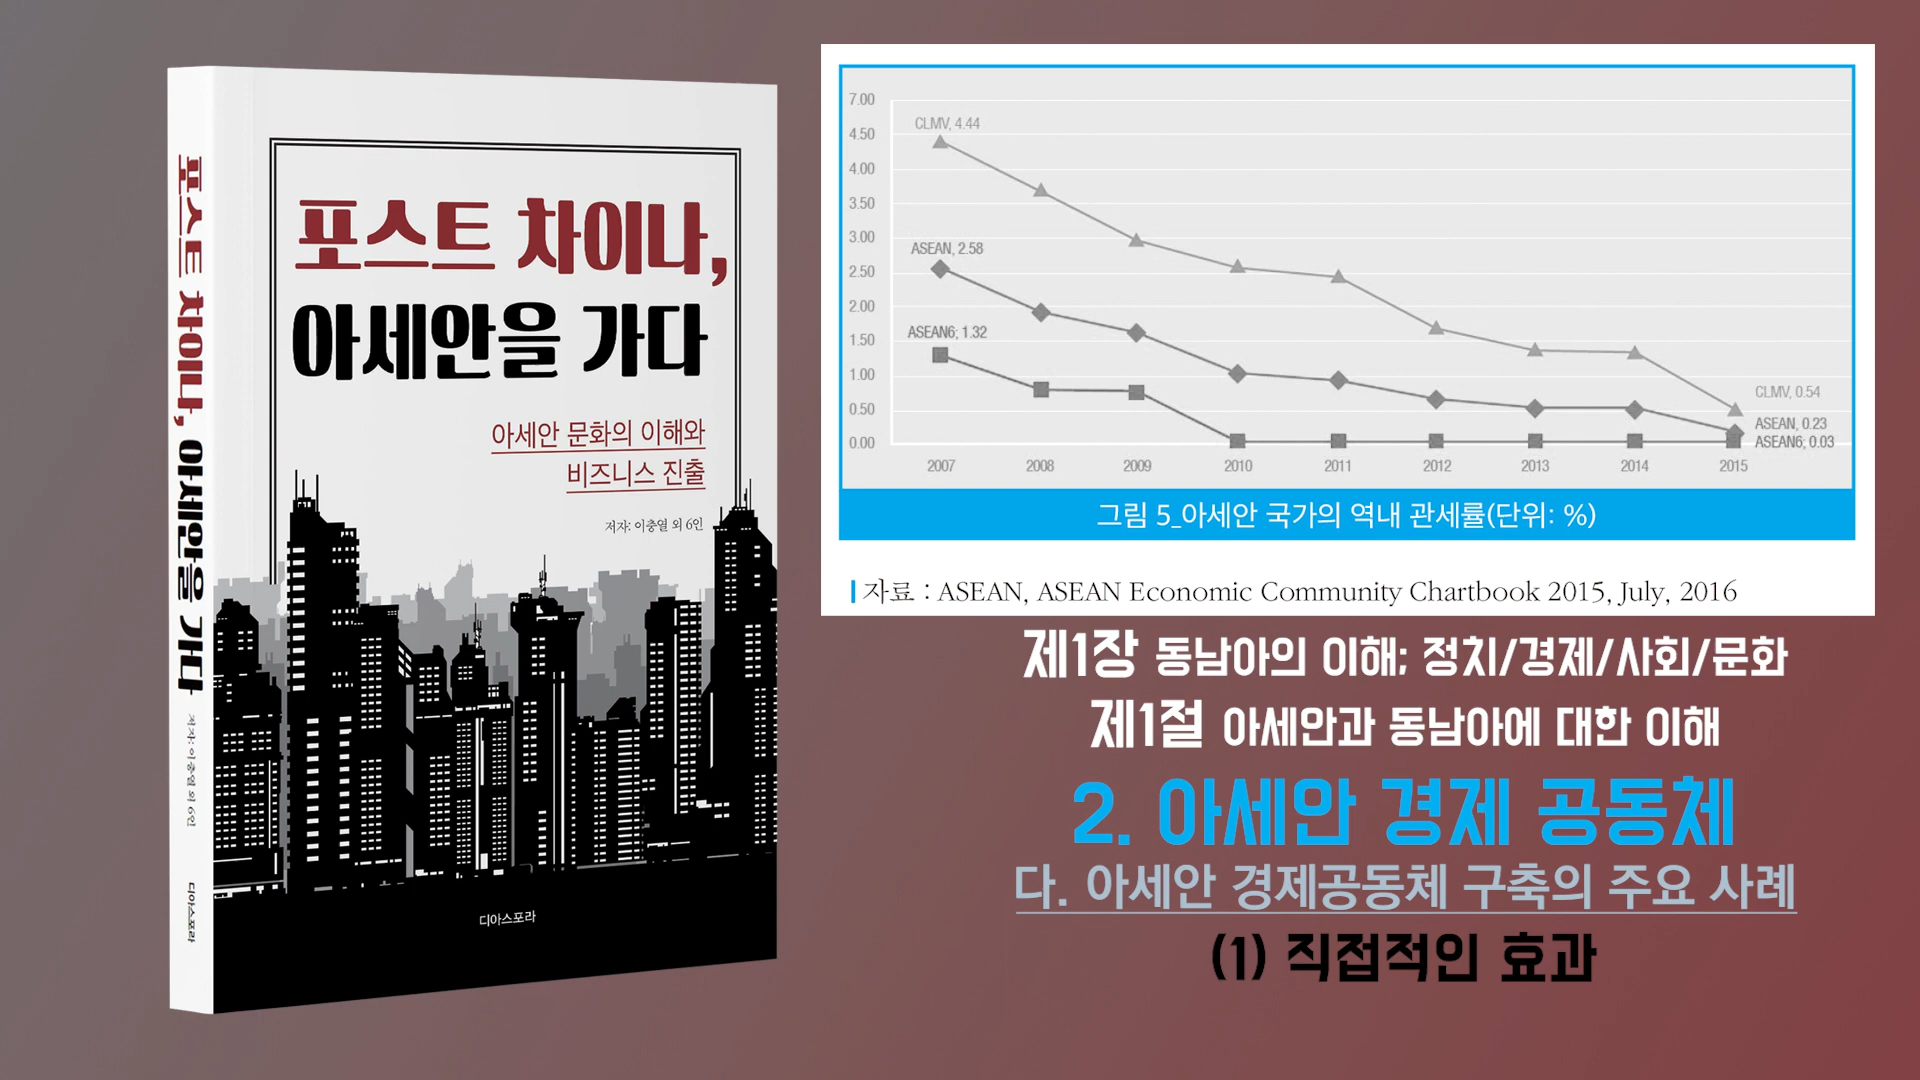 포스트 차이나, 아세안을 가다
저자: 이충열 외 6인
디아스포라
포스트 차이나,
아세안을 가다
아세안 문화의 이해와
비즈니스 진출
저자: 이충열 외 6인
디아스포라
7.00
4.50
4.00
3.50
3.00
2.50
2.00
1.50
1.00
0.50
0.00
CLMV, 4.44
ASEAN, 2.58
ASEAN6; 1.32
CLMV, 0.54
ASEAN, 0.23
ASEAN6; 0.03
2007 2008 2009 2010 2011 2012 2013 2014 2015
그림 5_아세안 국가의 역내 관세률(단위: %)
자료 : ASEAN, ASEAN Economic Community Chartbook 2015, July, 2016
제1장 동남아의 이해; 정치/경제/사회/문화
제1절 아세안과 동남아에 대한 이해
2. 아세안 경제 공동체
다. 아세안 경제공동체 구축의 주요 사례
(1) 직접적인 효과